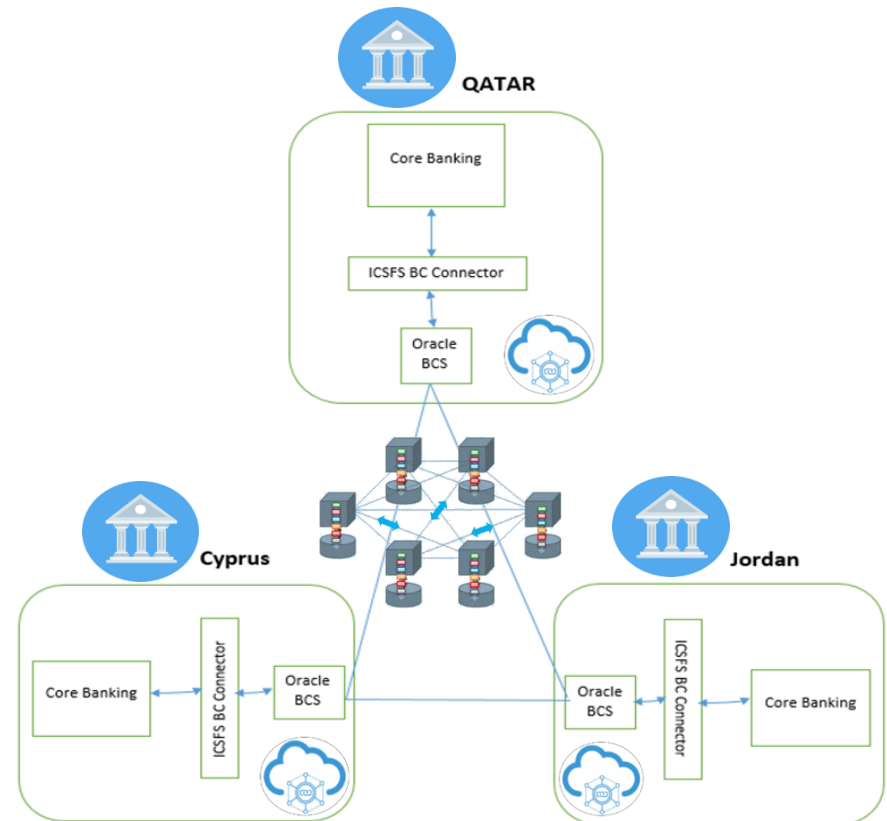 QATAR
Core Banking
ICSFS BC Connector
Oracle
BCS
Cyprus
Core Banking
ICSFS BC Connector
Oracle
BCS
Jordan
Oracle
BCS
ICSFS BC Connector
Core Banking